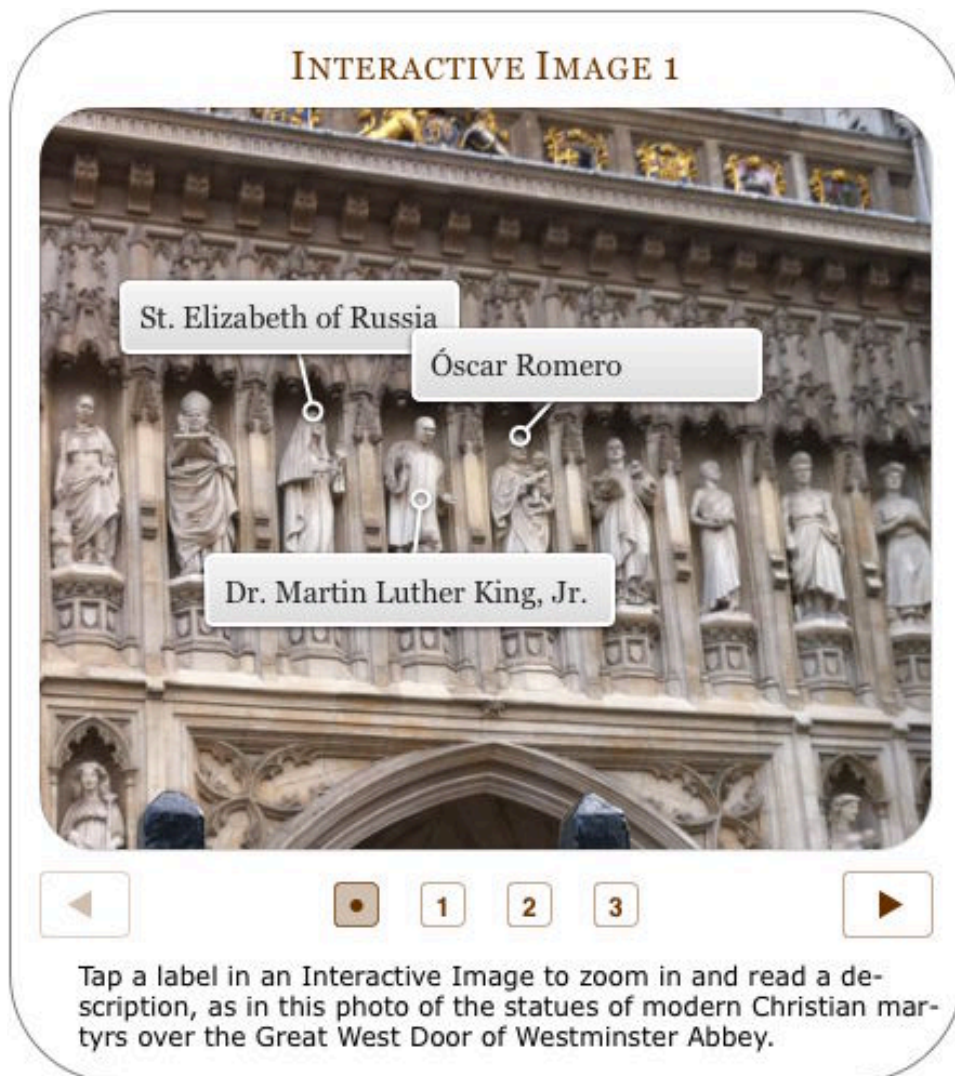 INTERACTIVE IMAGE 1
St. Elizabeth of Russia
Óscar Romero
Dr. Martin Luther King, Jr.
1 2 3
Tap a label in an Interactive Image to zoom in and read a de-
scription, as in this photo of the statues of modern Christian mar-
tyrs over the Great West Door of Westminster Abbey.